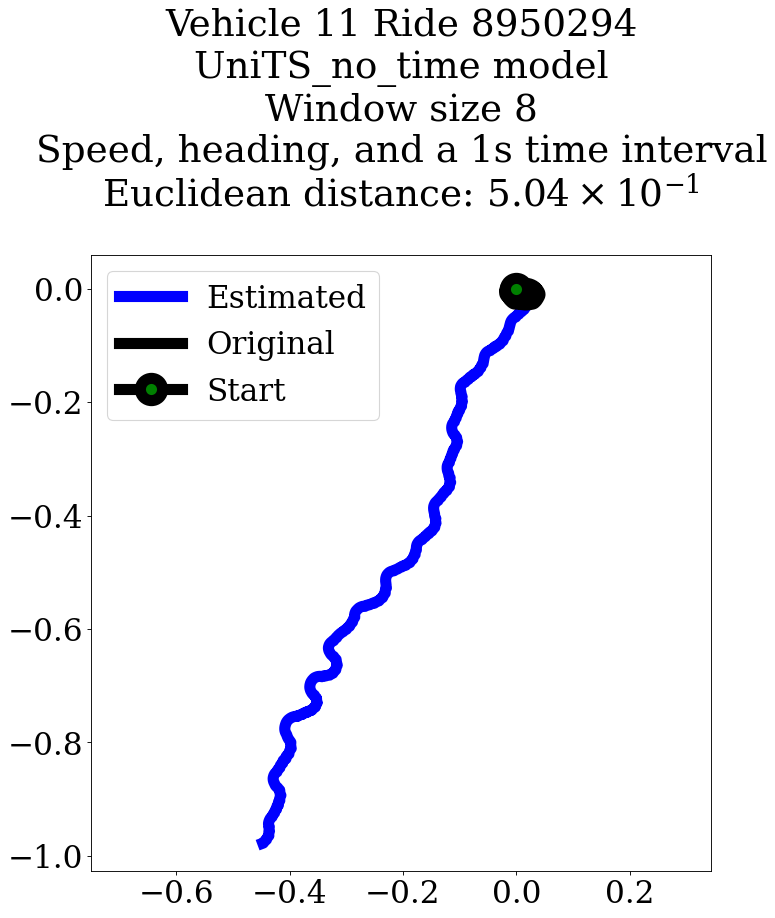 Vehicle 11 Ride 8950294
UniTS_no_time model
Window size 8
Speed, heading, and a 1s time interval
Euclidean distance: 5.04 × 10⁻¹
Estimated
Original
Start
0.0
−0.2
−0.4
−0.6
−0.8
−1.0
−0.6 −0.4 −0.2 0.0 0.2